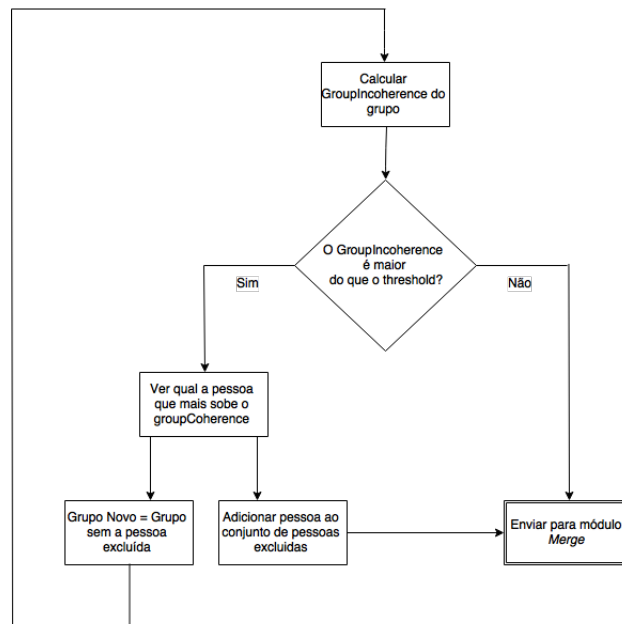 Calcular
GroupIncoherence do
grupo
O GroupIncoherence
é maior
do que o threshold?
Sim
Não
Ver qual a pessoa
que mais sobe o
groupCoherence
Grupo Novo = Grupo
sem a pessoa
excluída
Adicionar pessoa ao
conjunto de pessoas
excluidas
Enviar para módulo
Merge